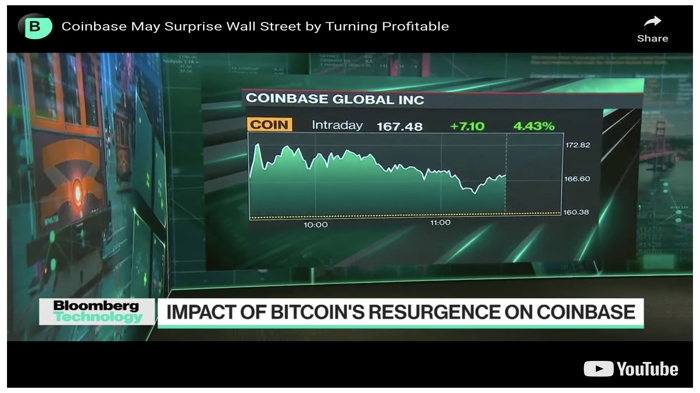 B Coinbase May Surprise Wall Street by Turning Profitable
Share
COINBASE GLOBAL INC
COIN Intraday 167.48 +7.10 4.43%
172.82
166.60
160.38
10:00 11:00
Bloomberg
Technology
IMPACT OF BITCOIN'S RESURGENCE ON COINBASE
YouTube